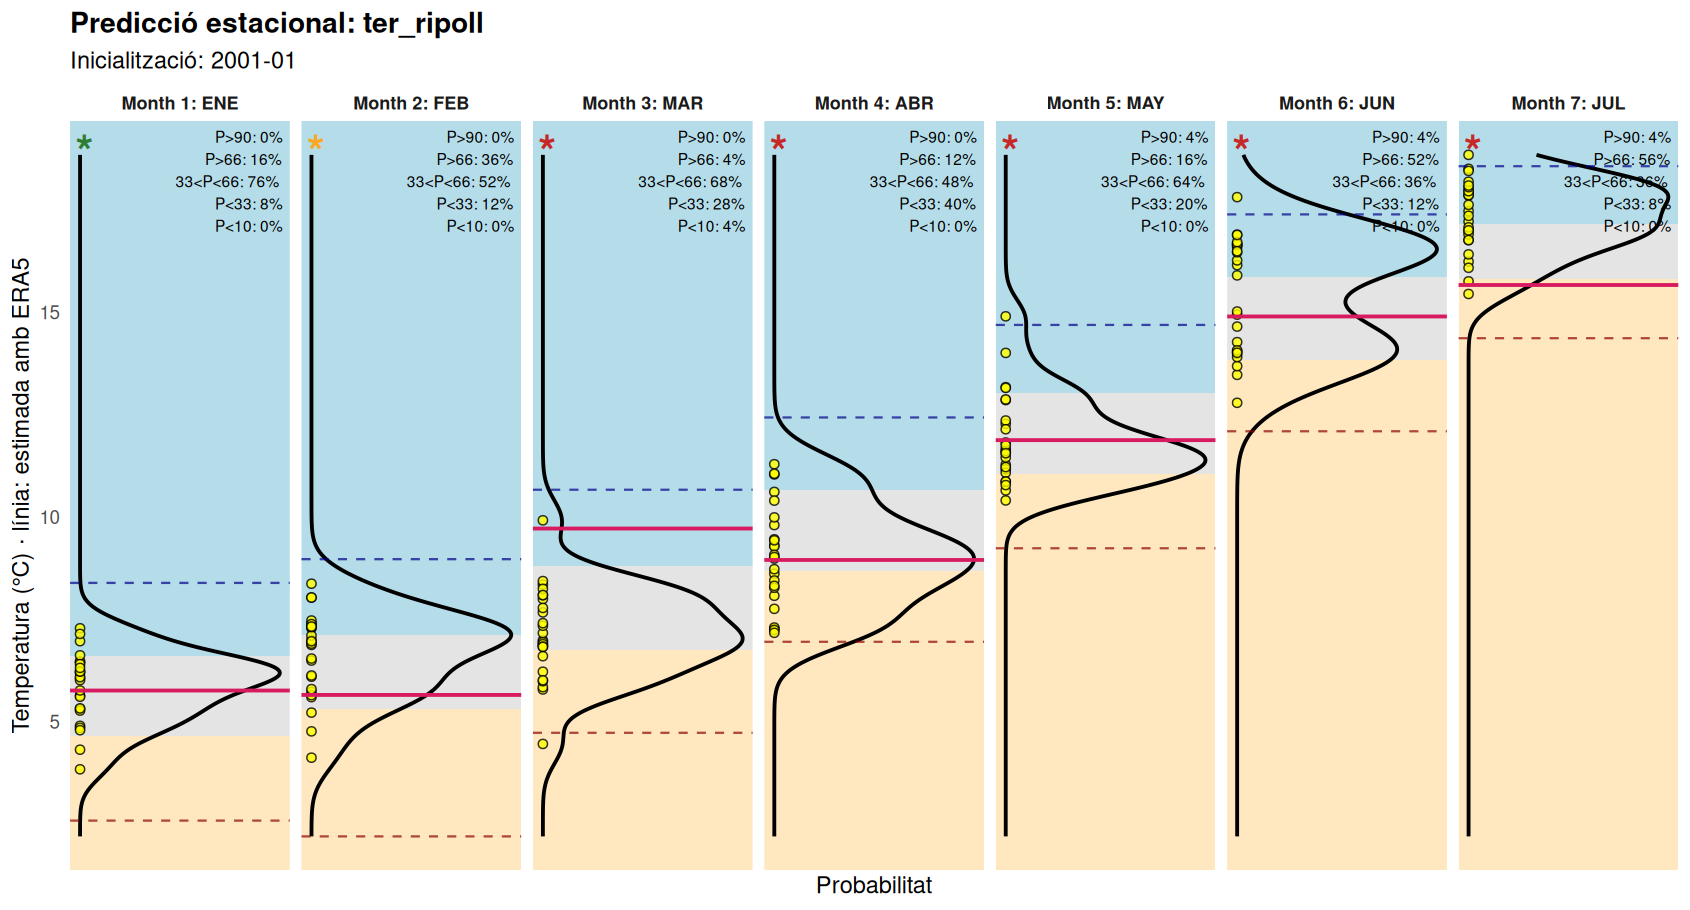 Predicció estacional: ter_ripoll
Inicialització: 2001-01
Month 1: ENE
Month 2: FEB
Month 3: MAR
Month 4: ABR
Month 5: MAY
Month 6: JUN
Month 7: JUL
*
P>90: 0%
P>66: 16%
33<P<66: 76%
P<33: 8%
P<10: 0%
*
P>90: 0%
P>66: 36%
33<P<66: 52%
P<33: 12%
P<10: 0%
*
P>90: 0%
P>66: 4%
33<P<66: 68%
P<33: 28%
P<10: 4%
*
P>90: 0%
P>66: 12%
33<P<66: 48%
P<33: 40%
P<10: 0%
*
P>90: 4%
P>66: 16%
33<P<66: 64%
P<33: 20%
P<10: 0%
*
P>90: 4%
P>66: 52%
33<P<66: 36%
P<33: 12%
P<10: 0%
*
P>90: 4%
P>66: 56%
33<P<66: 36%
P<33: 8%
P<10: 0%
Temperatura (°C) · línia: estimada amb ERA5
15
10
5
Probabilitat